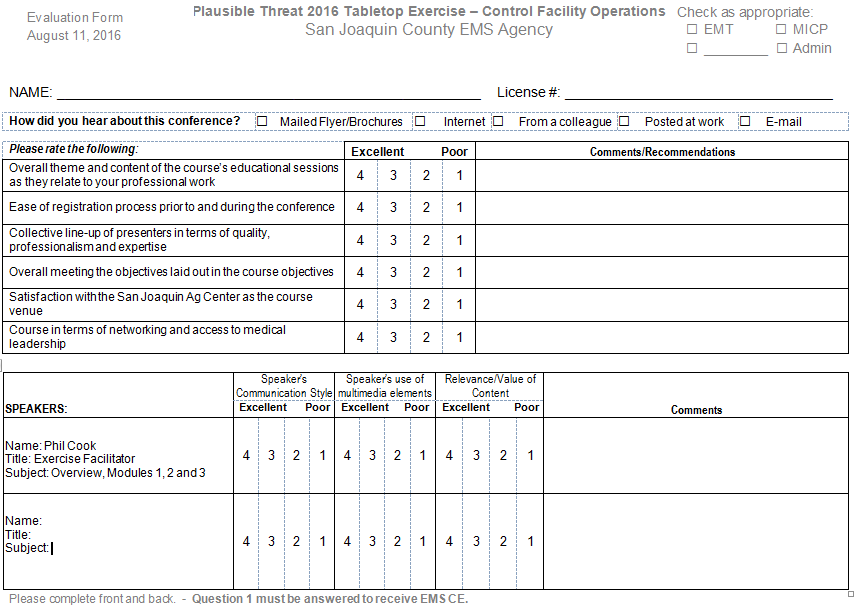 Evaluation Form
August 11, 2016
Plausible Threat 2016 Tabletop Exercise – Control Facility Operations
San Joaquin County EMS Agency
Check as appropriate:
☐ EMT ☐ MICP
☐ ________ ☐ Admin
NAME: ____________________ License #: ____________________
How did you hear about this conference? ☐ Mailed Flyer/Brochures ☐ Internet ☐ From a colleague ☐ Posted at work ☐ E-mail
Please rate the following: Excellent Poor Comments/Recommendations
Overall theme and content of the course's educational sessions
as they relate to your professional work 4 3 2 1
Ease of registration process prior to and during the conference 4 3 2 1
Collective line-up of presenters in terms of quality,
professionalism and expertise 4 3 2 1
Overall meeting the objectives laid out in the course objectives 4 3 2 1
Satisfaction with the San Joaquin Ag Center as the course
venue 4 3 2 1
Course in terms of networking and access to medical
leadership 4 3 2 1
Speaker's
Communication Style
Speaker's use of
multimedia elements
Relevance/Value of
Content
SPEAKERS: Excellent Poor Excellent Poor Excellent Poor Comments
Name: Phil Cook
Title: Exercise Facilitator
Subject: Overview, Modules 1, 2 and 3
4 3 2 1 4 3 2 1 4 3 2 1
Name:
Title:
Subject:
4 3 2 1 4 3 2 1 4 3 2 1
Please complete front and back. - Question 1 must be answered to receive EMS CE.